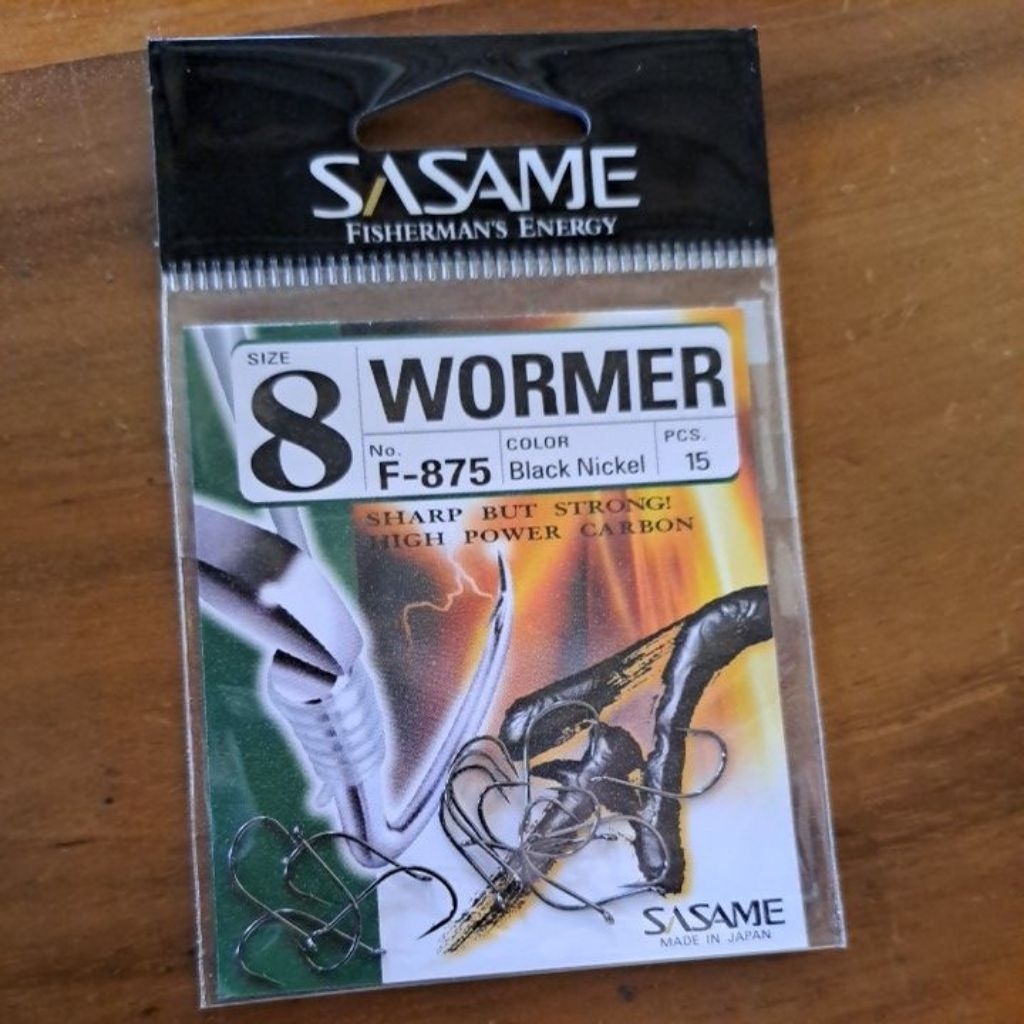 SASAME
FISHERMAN'S ENERGY
SIZE
8
WORMER
No.
F-875
COLOR
Black Nickel
PCS.
15
SHARP BUT STRONG!
HIGH POWER CARBON
SASAME
MADE IN JAPAN